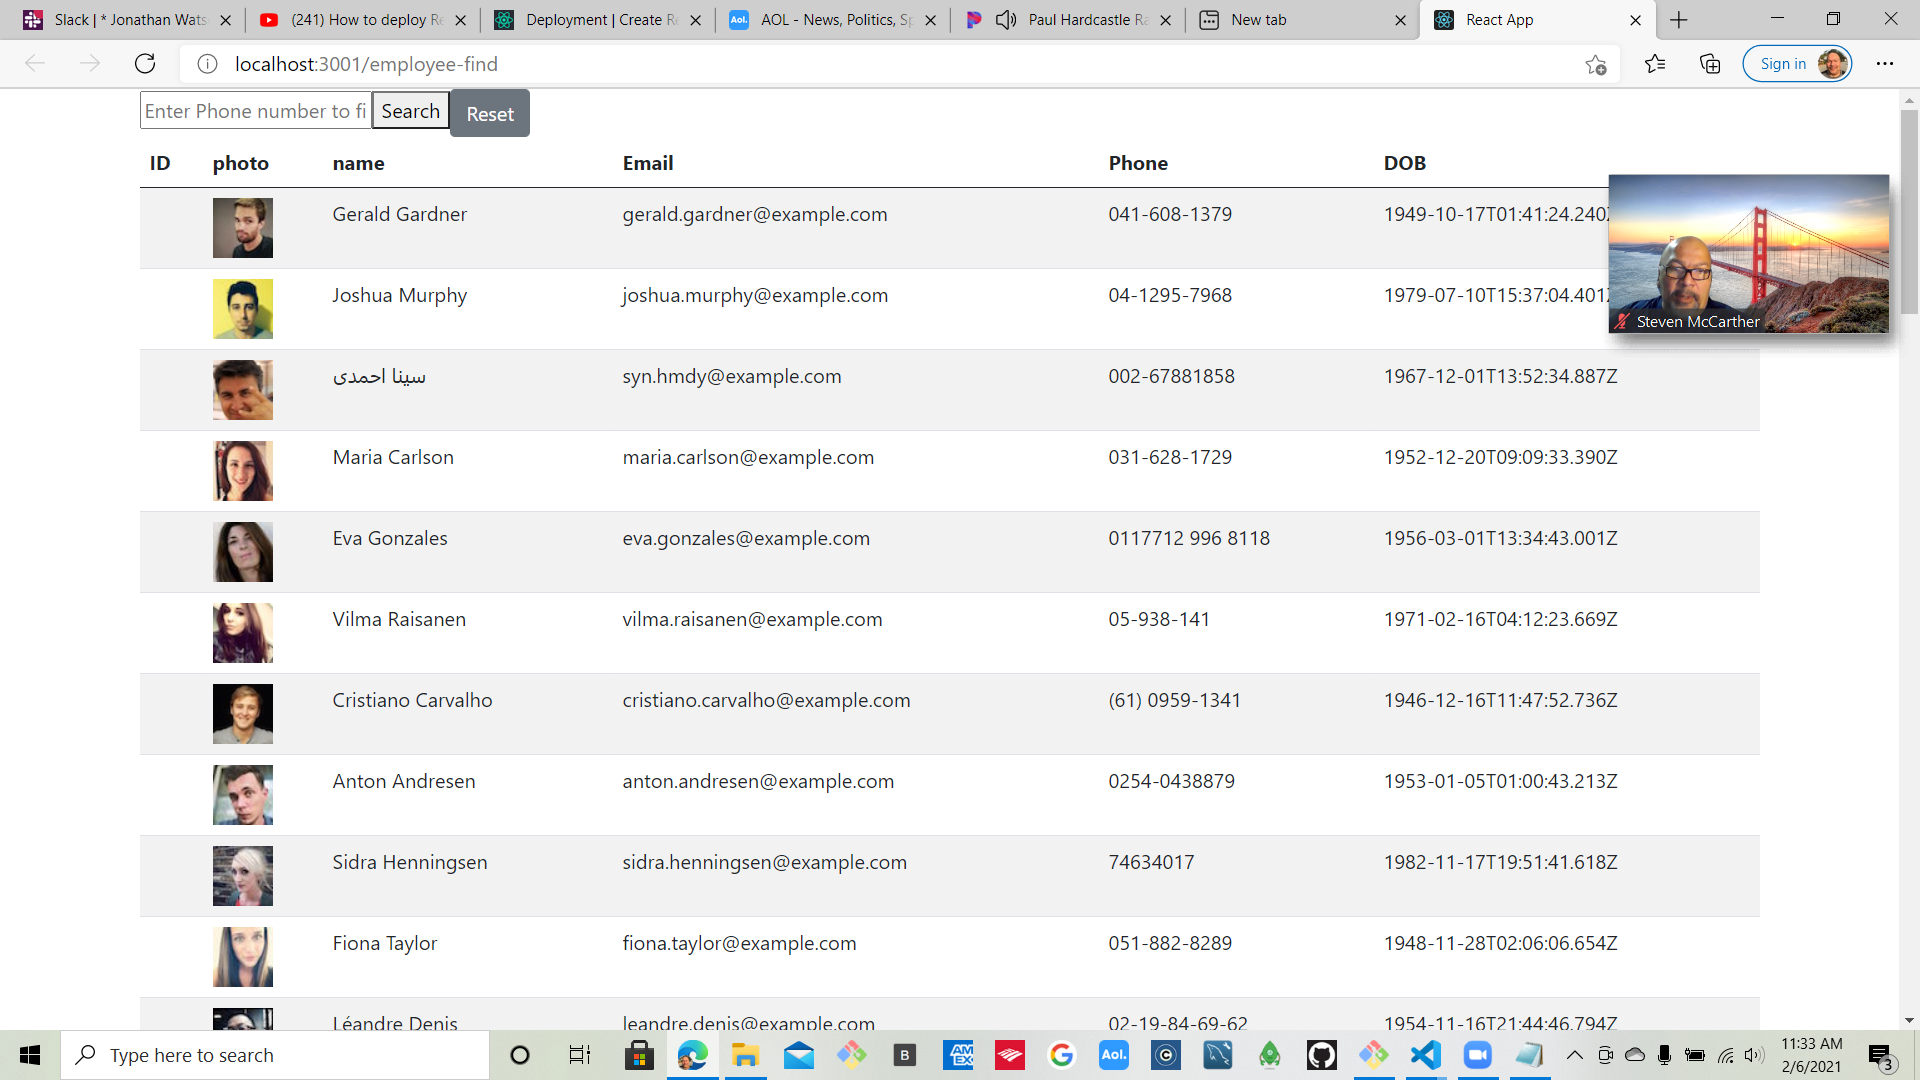 Slack | * Jonathan Wats
(241) How to deploy Re
Deployment | Create Re
Aol.
AOL - News, Politics, Sp
Paul Hardcastle Ra
New tab
React App
localhost:3001/employee-find
Sign in
Enter Phone number to fi
Search
Reset
ID photo name Email Phone DOB
Gerald Gardner gerald.gardner@example.com 041-608-1379 1949-10-17T01:41:24.240Z
Joshua Murphy joshua.murphy@example.com 04-1295-7968 1979-07-10T15:37:04.401Z
Steven McCarther
سینا احمدی syn.hmdy@example.com 002-67881858 1967-12-01T13:52:34.887Z
Maria Carlson maria.carlson@example.com 031-628-1729 1952-12-20T09:09:33.390Z
Eva Gonzales eva.gonzales@example.com 0117712 996 8118 1956-03-01T13:34:43.001Z
Vilma Raisanen vilma.raisanen@example.com 05-938-141 1971-02-16T04:12:23.669Z
Cristiano Carvalho cristiano.carvalho@example.com (61) 0959-1341 1946-12-16T11:47:52.736Z
Anton Andresen anton.andresen@example.com 0254-0438879 1953-01-05T01:00:43.213Z
Sidra Henningsen sidra.henningsen@example.com 74634017 1982-11-17T19:51:41.618Z
Fiona Taylor fiona.taylor@example.com 051-882-8289 1948-11-28T02:06:06.654Z
Léandre Denis leandre.denis@example.com 02-19-84-69-62 1954-11-16T21:44:46.794Z
Type here to search
B
AM
EX
G
Aol.
C
11:33 AM
2/6/2021
3